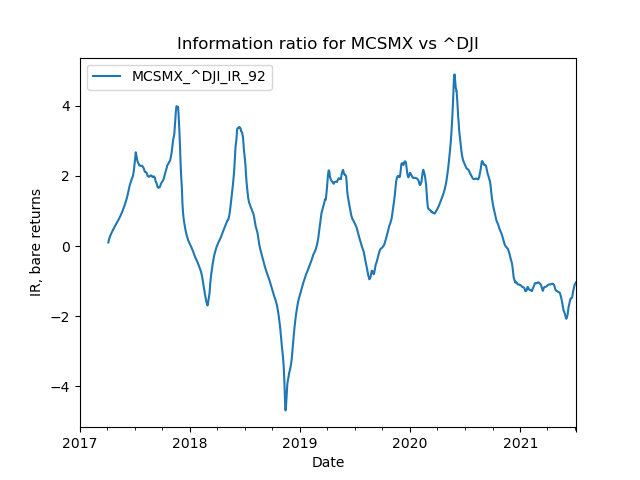 Information ratio for MCSMX vs ^DJI
MCSMX_^DJI_IR_92
4
2
0
−2
−4
IR, bare returns
2017 2018 2019 2020 2021
Date